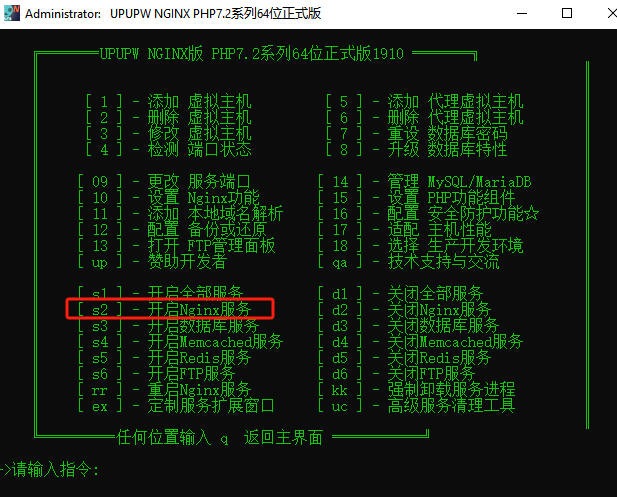 Administrator: UPUPW NGINX PHP7.2系列64位正式版
UPUPW NGINX版 PHP7.2系列64位正式版1910
[ 1 ] - 添加 虚拟主机 [ 5 ] - 添加 代理虚拟主机
[ 2 ] - 删除 虚拟主机 [ 6 ] - 删除 代理虚拟主机
[ 3 ] - 修改 虚拟主机 [ 7 ] - 重设 数据库密码
[ 4 ] - 检测 端口状态 [ 8 ] - 升级 数据库特性
[ 09 ] - 更改 服务端口 [ 14 ] - 管理 MySQL/MariaDB
[ 10 ] - 设置 Nginx功能 [ 15 ] - 设置 PHP功能组件
[ 11 ] - 添加 本地域名解析 [ 16 ] - 配置 安全防护功能☆
[ 12 ] - 配置 备份或还原 [ 17 ] - 适配 主机性能
[ 13 ] - 打开 FTP管理面板 [ 18 ] - 选择 生产开发环境
[ up ] - 赞助开发者 [ qa ] - 技术支持与交流
[ s1 ] - 开启全部服务 [ d1 ] - 关闭全部服务
[ s2 ] - 开启Nginx服务 [ d2 ] - 关闭Nginx服务
[ s3 ] - 开启数据库服务 [ d3 ] - 关闭数据库服务
[ s4 ] - 开启Memcached服务 [ d4 ] - 关闭Memcached服务
[ s5 ] - 开启Redis服务 [ d5 ] - 关闭Redis服务
[ s6 ] - 开启FTP服务 [ d6 ] - 关闭FTP服务
[ rr ] - 重启Nginx服务 [ kk ] - 强制卸载服务进程
[ ex ] - 定制服务扩展窗口 [ uc ] - 高级服务清理工具
任何位置输入 q 返回主界面
->请输入指令: